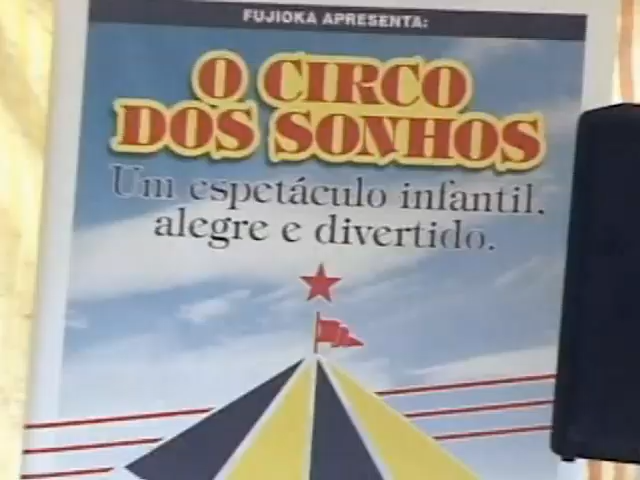 FUJIOKA APRESENTA:
O CIRCO
DOS SONHOS
Um espetáculo infantil.
alegre e divertido.